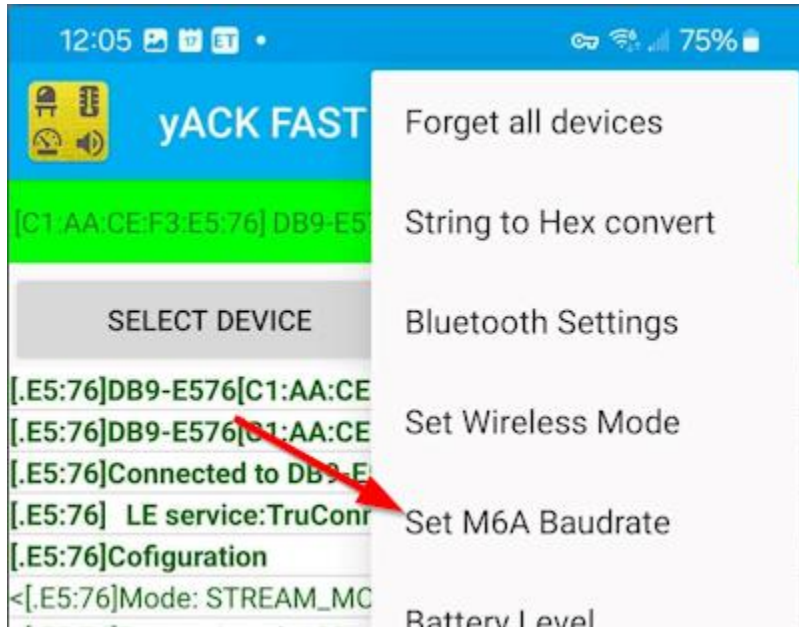 12:05 17 ET 75%
yACK FAST
Forget all devices
[C1:AA:CE:F3:E5:76] DB9-E5
String to Hex convert
SELECT DEVICE
Bluetooth Settings
[.E5:76]DB9-E576[C1:AA:CE
[.E5:76]DB9-E576[C1:AA:CE
Set Wireless Mode
[.E5:76]Connected to DB9-E
[.E5:76] LE service:TruConn
Set M6A Baudrate
[.E5:76]Cofiguration
<[.E5:76]Mode: STREAM_MO
Battery Level